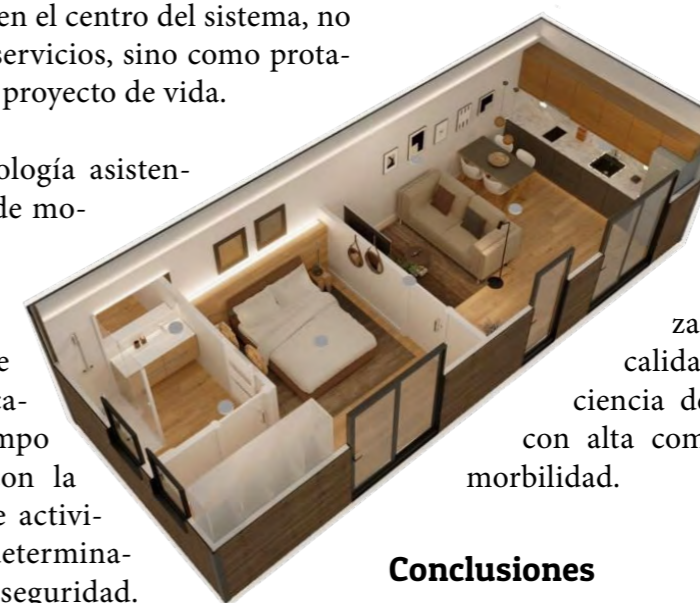 en el centro del sistema, no
servicios, sino como prota-
proyecto de vida.
ología asisten-
de mo-
e
ca-
mpo
on la
e activi-
determina-
seguridad.
za
calida
ciencia de
con alta com
morbilidad.
Conclusiones